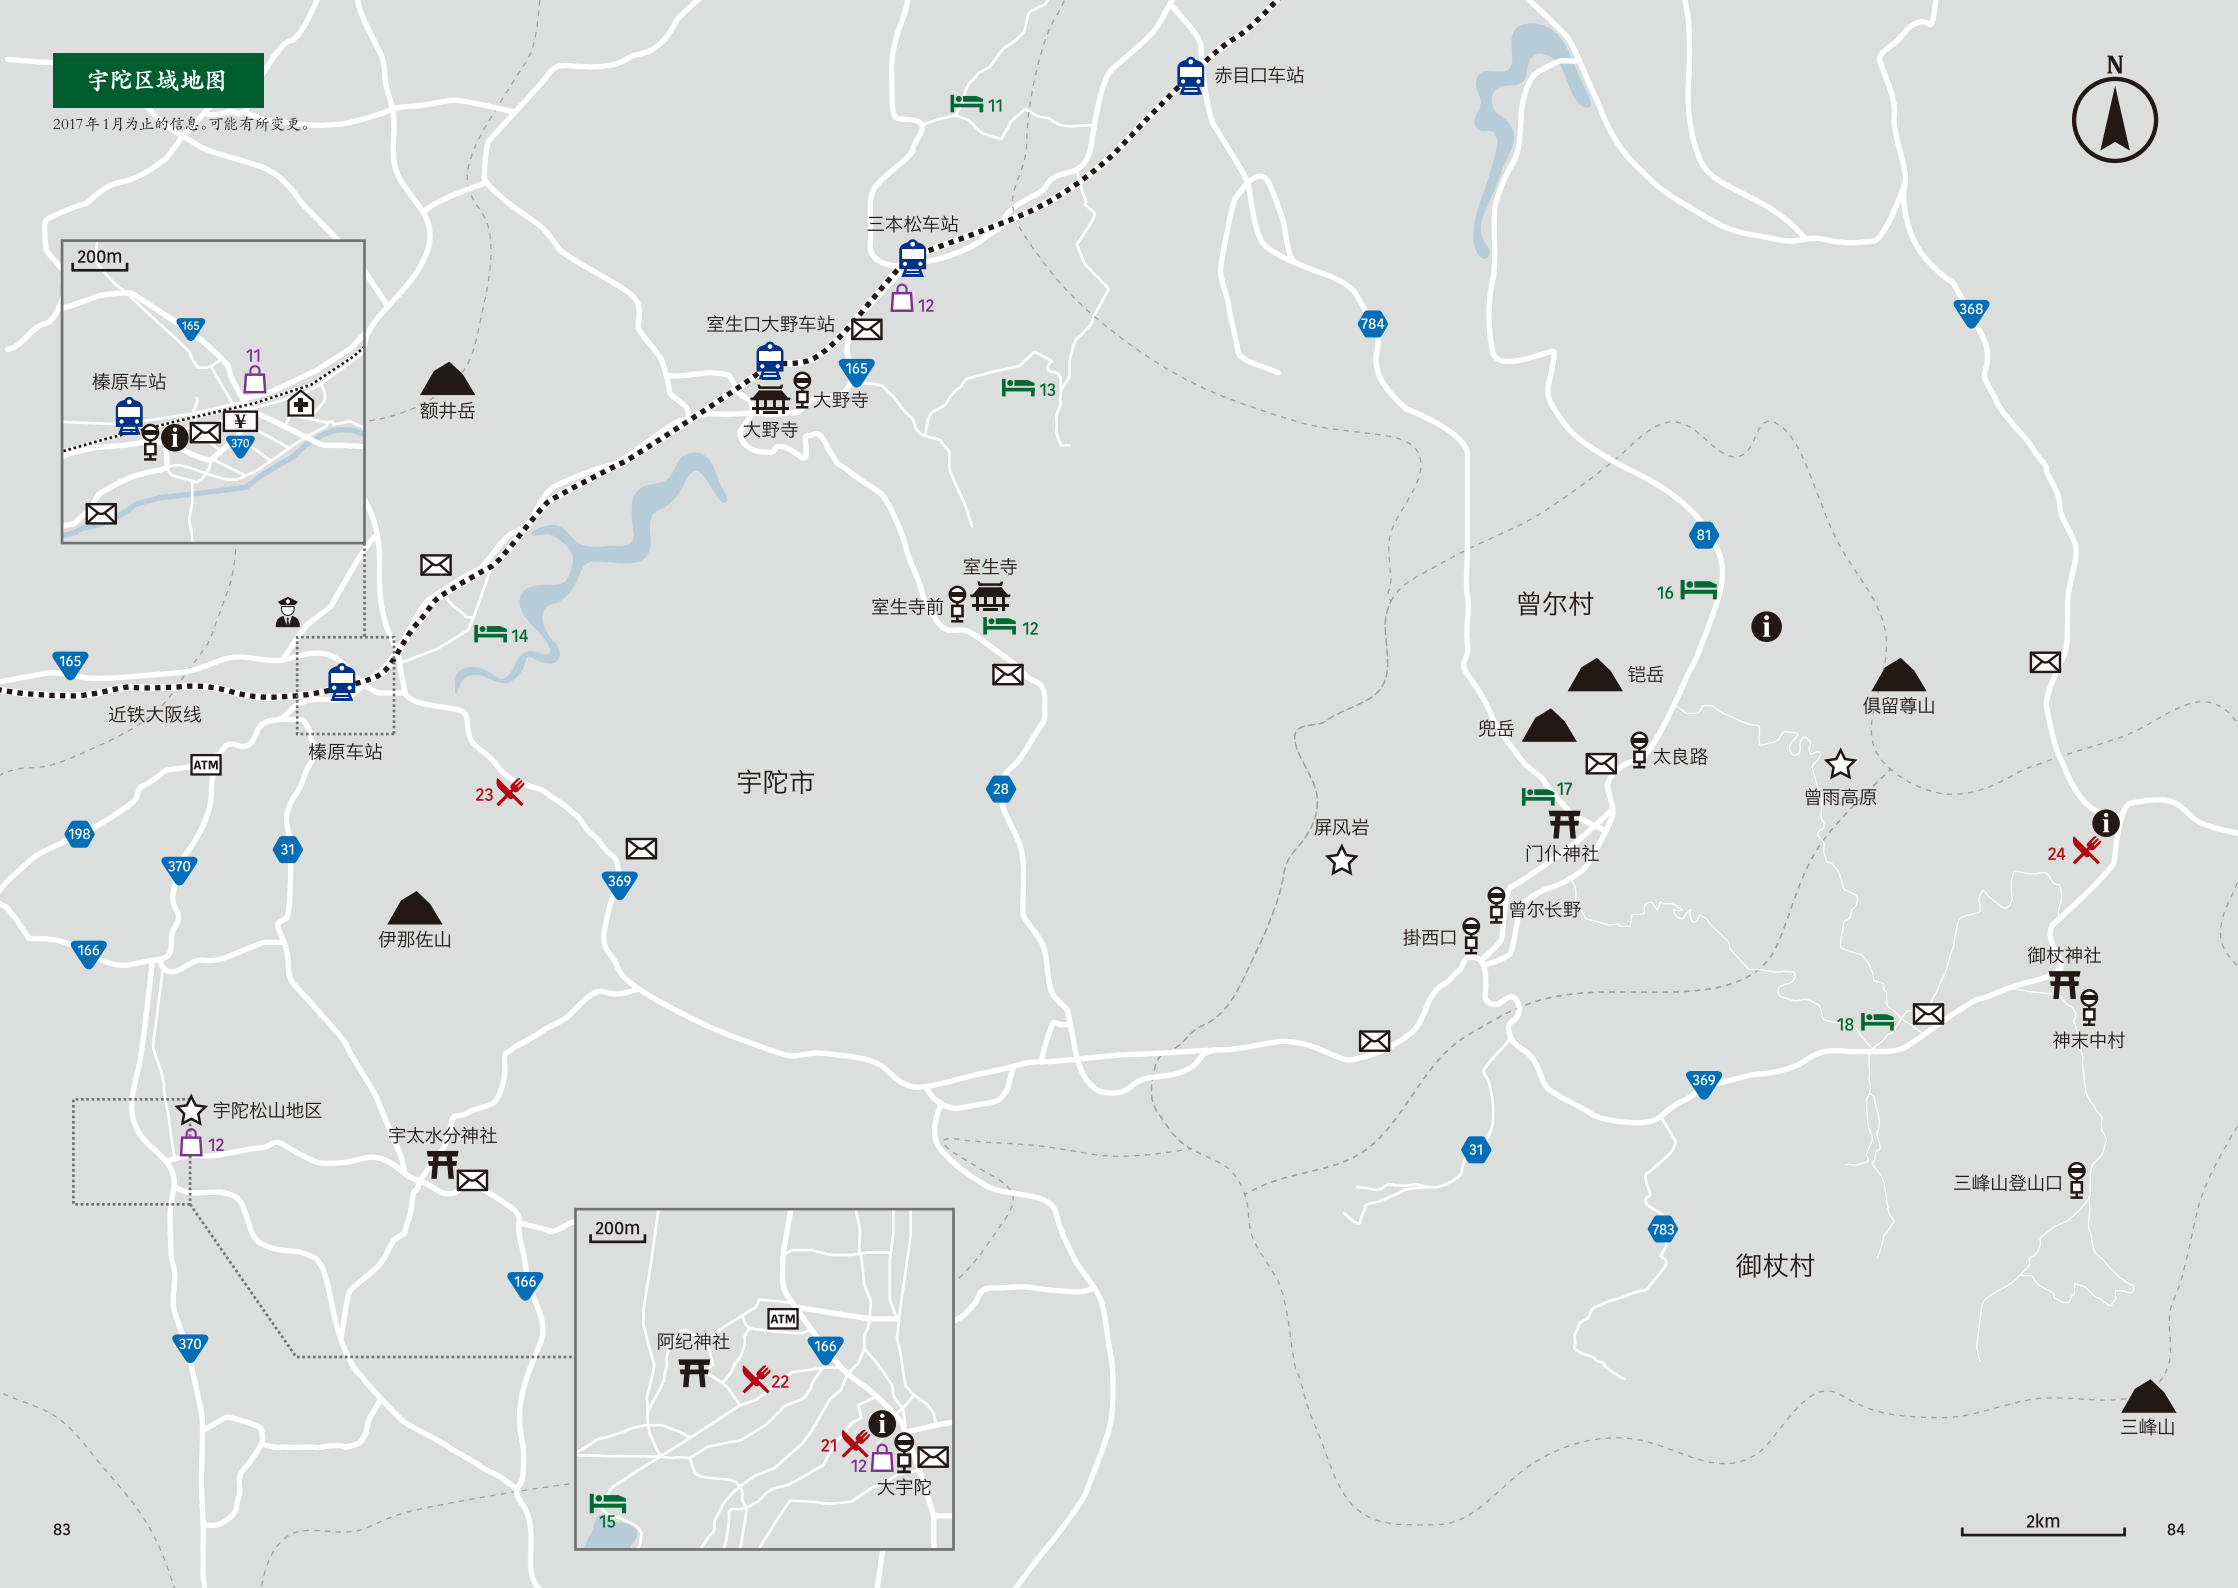 宇陀区域地图
2017年1月为止的信息。可能有所变更。
N
赤目口车站
11
三本松车站
12
200m
165
11
榛原车站
370
¥
室生口大野车站
165
784
368
额井岳
大野寺
大野寺
13
81
室生寺
室生寺前
12
曾尔村
16
14
165
近铁大阪线
榛原车站
铠岳
俱留尊山
兜岳
太良路
ATM
宇陀市
28
23
17
曾雨高原
198
31
370
369
屏风岩
门仆神社
24
166
伊那佐山
曾尔长野
掛西口
御杖神社
18
神末中村
369
宇陀松山地区
12
宇太水分神社
31
三峰山登山口
783
御杖村
166
370
200m
ATM
166
阿纪神社
22
21
12
大宇陀
15
三峰山
83
2km
84